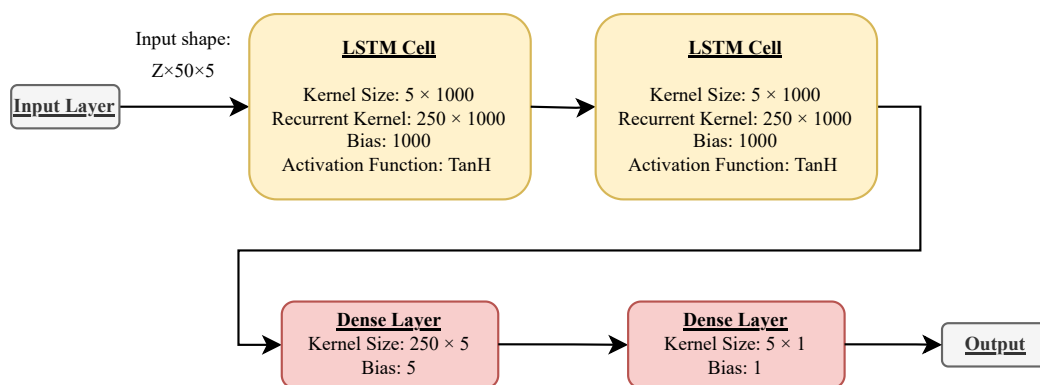 Input Layer
Input shape:
Z×50×5
LSTM Cell
Kernel Size: 5 × 1000
Recurrent Kernel: 250 × 1000
Bias: 1000
Activation Function: TanH
LSTM Cell
Kernel Size: 5 × 1000
Recurrent Kernel: 250 × 1000
Bias: 1000
Activation Function: TanH
Dense Layer
Kernel Size: 250 × 5
Bias: 5
Dense Layer
Kernel Size: 5 × 1
Bias: 1
Output